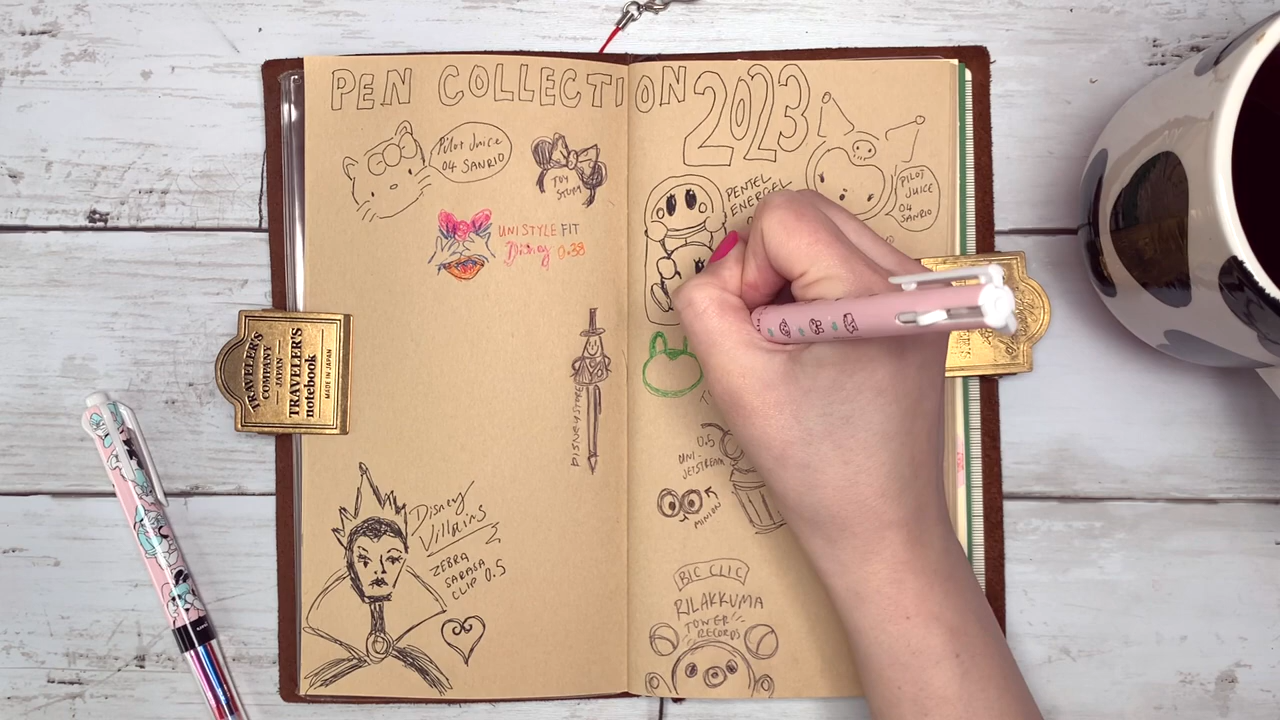 PEN COLLECTION 2023
Pilot Juice
04 SANRIO
TOY
STORY
UNI STYLE FIT
Disney 0.38
DISNEY STORE
Disney
Villains
ZEBRA
SARASA
CLIP 0.5
PENTEL
ENERGEL
PILOT
JUICE
04
SANRIO
0.5
UNI-
JETSTREAM
MINION
BIC CLIC
RILAKKUMA
TOWER
RECORDS
TRAVELER'S
COMPANY
JAPAN
TRAVELER'S
notebook
MADE IN JAPAN